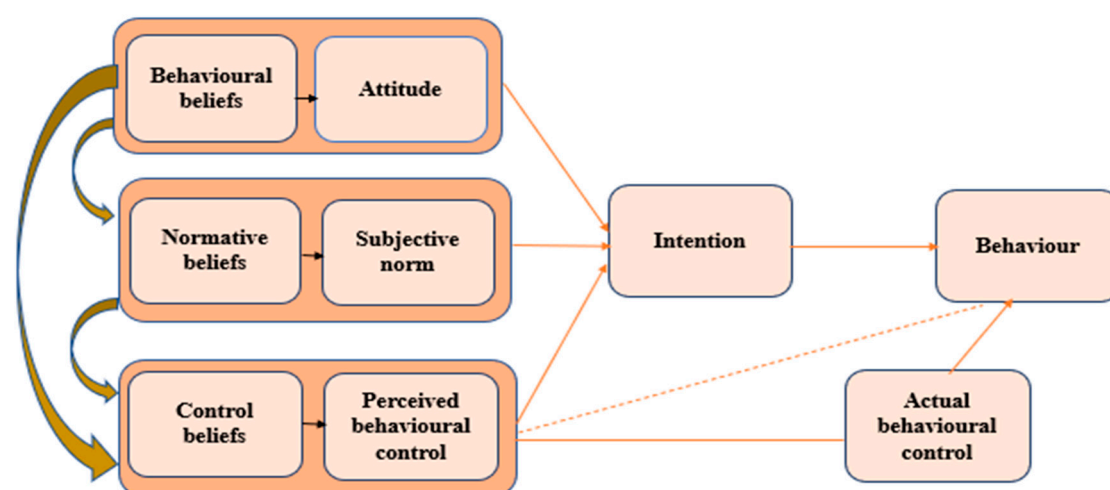 Behavioural
beliefs
Attitude
Normative
beliefs
Subjective
norm
Control
beliefs
Perceived
behavioural
control
Intention
Behaviour
Actual
behavioural
control